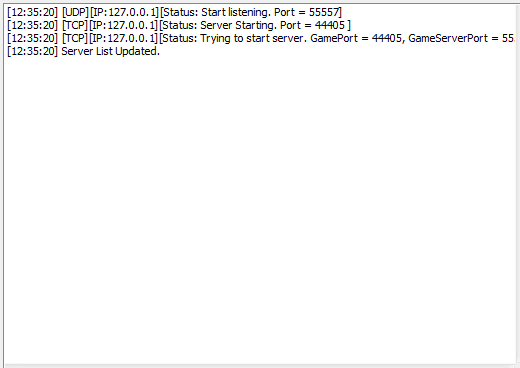 [12:35:20] [UDP][IP:127.0.0.1][Status: Start listening. Port = 55557]
[12:35:20] [TCP][IP:127.0.0.1][Status: Server Starting. Port = 44405 ]
[12:35:20] [TCP][IP:127.0.0.1][Status: Trying to start server. GamePort = 44405, GameServerPort = 55
[12:35:20] Server List Updated.